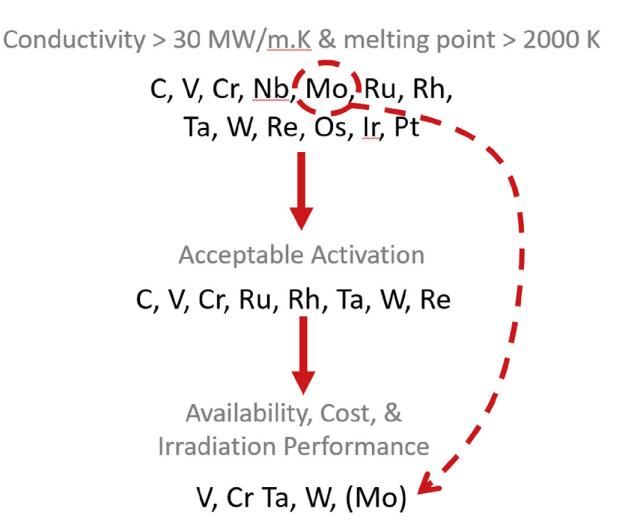 Conductivity > 30 MW/m.K & melting point > 2000 K
C, V, Cr, Nb, Mo, Ru, Rh,
Ta, W, Re, Os, Ir, Pt
Acceptable Activation
C, V, Cr, Ru, Rh, Ta, W, Re
Availability, Cost, &
Irradiation Performance
V, Cr Ta, W, (Mo)